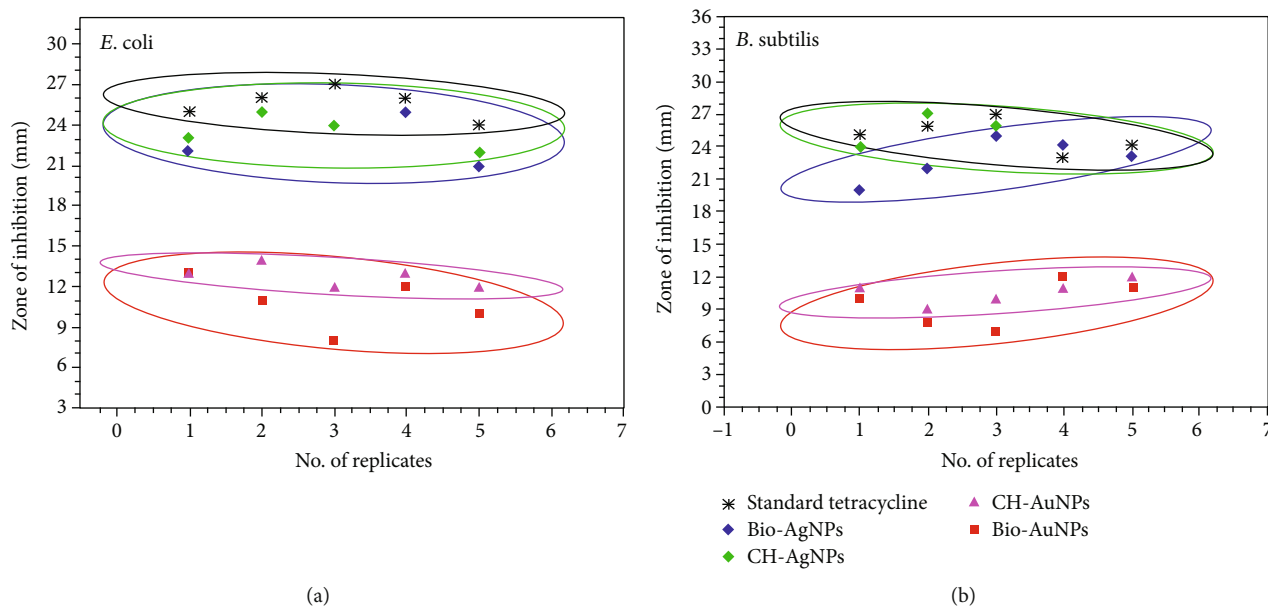 E. coli
Zone of inhibition (mm)
30
27
24
21
18
15
12
9
6
3
0 1 2 3 4 5 6 7
No. of replicates
(a)
B. subtilis
Zone of inhibition (mm)
36
33
30
27
24
21
18
15
12
9
6
3
0
–1 0 1 2 3 4 5 6 7
No. of replicates
Standard tetracycline
Bio-AgNPs
CH-AgNPs
CH-AuNPs
Bio-AuNPs
(b)